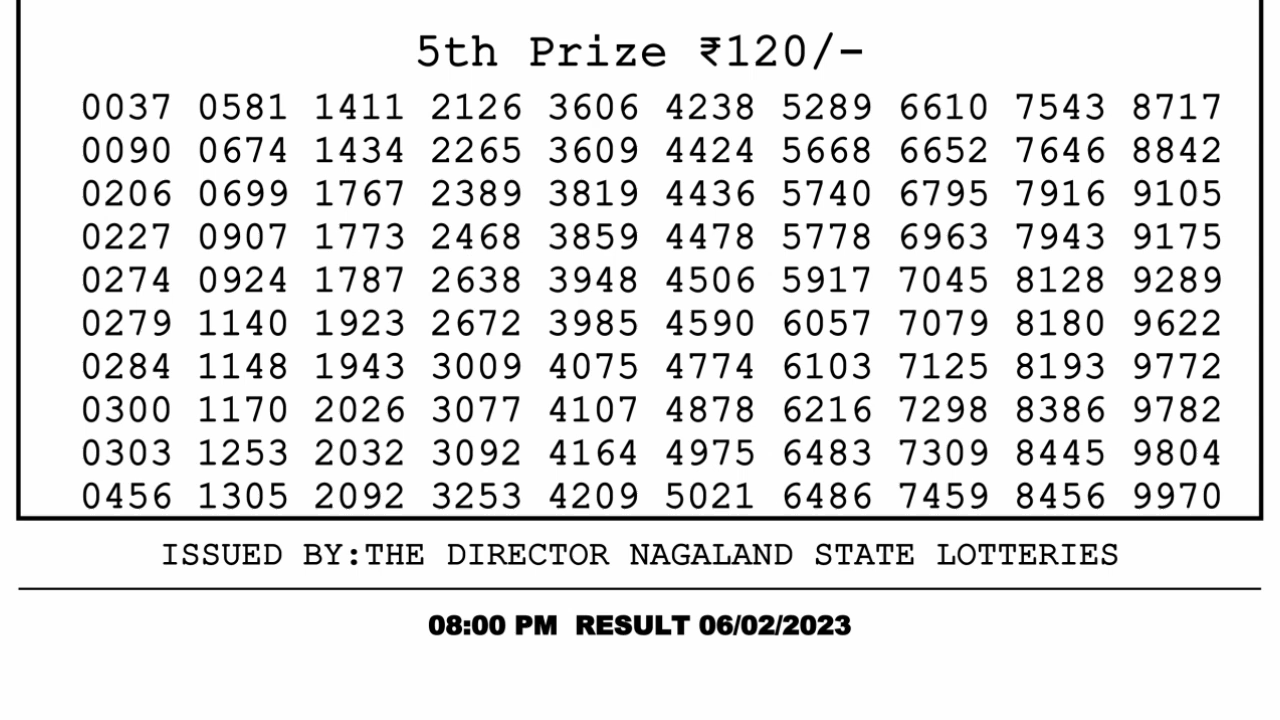 5th Prize ₹120/-
0037 0581 1411 2126 3606 4238 5289 6610 7543 8717
0090 0674 1434 2265 3609 4424 5668 6652 7646 8842
0206 0699 1767 2389 3819 4436 5740 6795 7916 9105
0227 0907 1773 2468 3859 4478 5778 6963 7943 9175
0274 0924 1787 2638 3948 4506 5917 7045 8128 9289
0279 1140 1923 2672 3985 4590 6057 7079 8180 9622
0284 1148 1943 3009 4075 4774 6103 7125 8193 9772
0300 1170 2026 3077 4107 4878 6216 7298 8386 9782
0303 1253 2032 3092 4164 4975 6483 7309 8445 9804
0456 1305 2092 3253 4209 5021 6486 7459 8456 9970
ISSUED BY:THE DIRECTOR NAGALAND STATE LOTTERIES
08:00 PM RESULT 06/02/2023